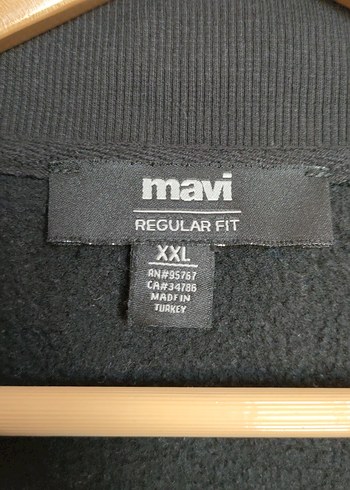 mavi
REGULAR FIT
XXL
RN#95767
CA#34786
MADE IN
TURKEY